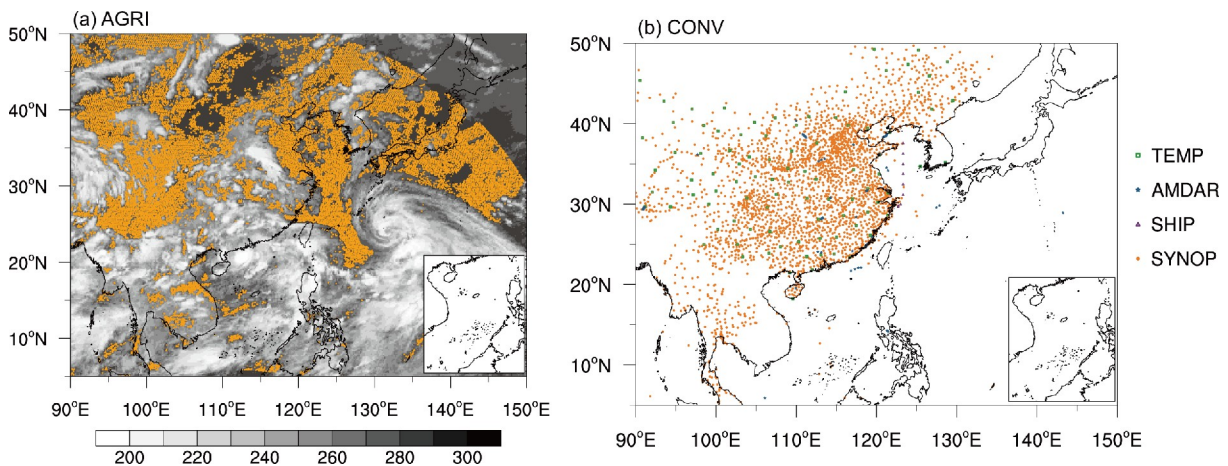 (a) AGRI
50°N
40°N
30°N
20°N
10°N
90°E 100°E 110°E 120°E 130°E 140°E 150°E
200 220 240 260 280 300
(b) CONV
50°N
40°N
30°N
20°N
10°N
90°E 100°E 110°E 120°E 130°E 140°E 150°E
TEMP
AMDAR
SHIP
SYNOP